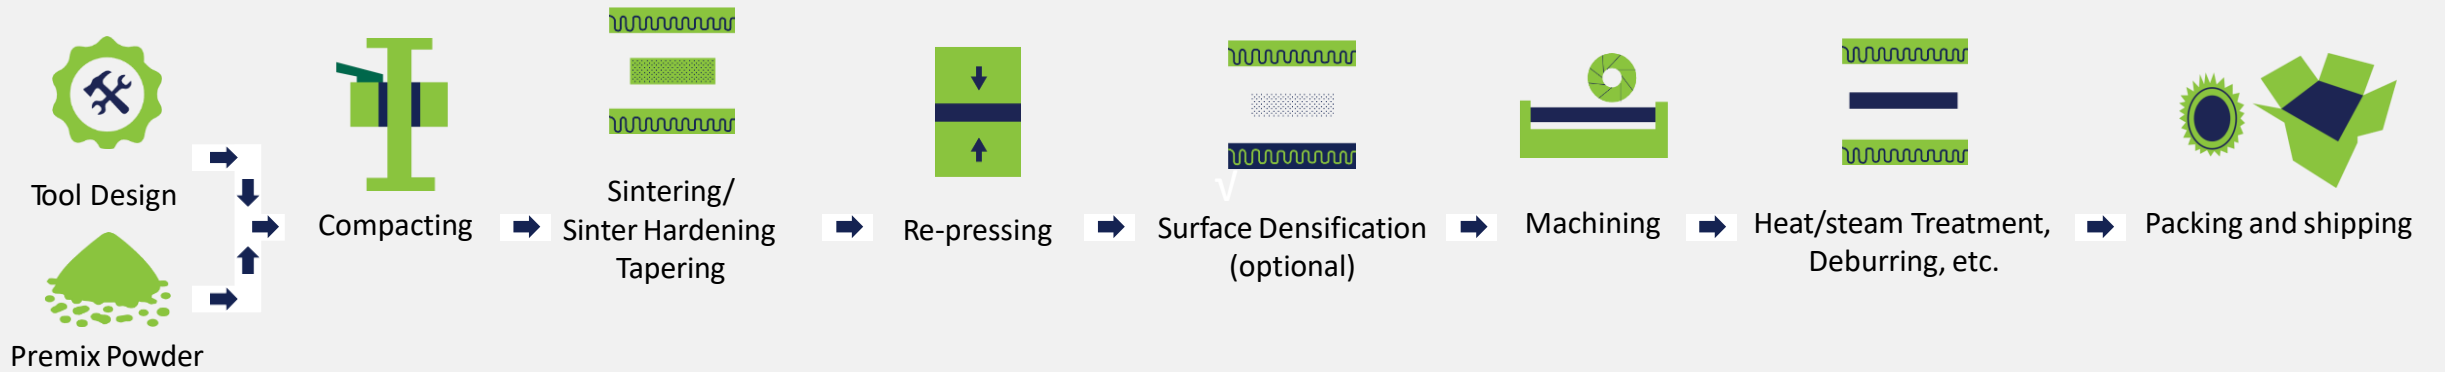 Tool Design
Premix Powder
Compacting
Sintering/
Sinter Hardening
Tapering
Re-pressing
√
Surface Densification
(optional)
Machining
Heat/steam Treatment,
Deburring, etc.
Packing and shipping